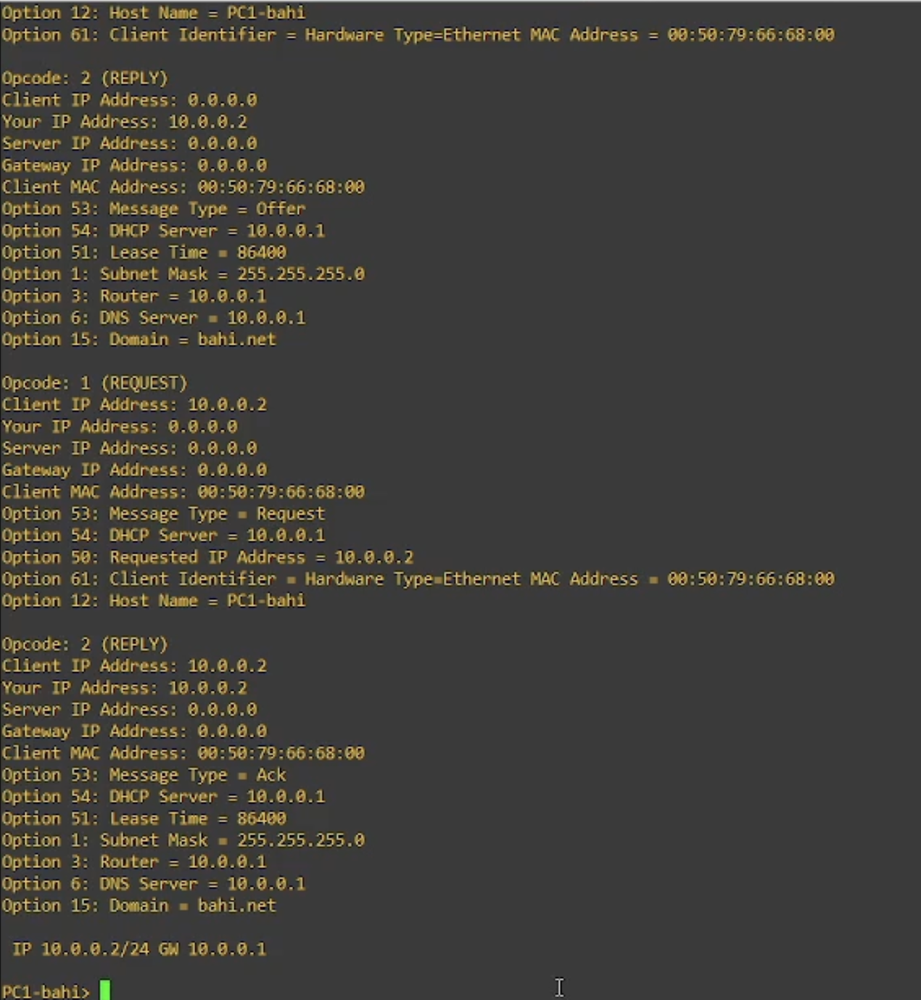 Option 12: Host Name = PC1-bahi
Option 61: Client Identifier = Hardware Type=Ethernet MAC Address = 00:50:79:66:68:00
Opcode: 2 (REPLY)
Client IP Address: 0.0.0.0
Your IP Address: 10.0.0.2
Server IP Address: 0.0.0.0
Gateway IP Address: 0.0.0.0
Client MAC Address: 00:50:79:66:68:00
Option 53: Message Type = Offer
Option 54: DHCP Server = 10.0.0.1
Option 51: Lease Time = 86400
Option 1: Subnet Mask = 255.255.255.0
Option 3: Router = 10.0.0.1
Option 6: DNS Server = 10.0.0.1
Option 15: Domain = bahi.net
Opcode: 1 (REQUEST)
Client IP Address: 10.0.0.2
Your IP Address: 0.0.0.0
Server IP Address: 0.0.0.0
Gateway IP Address: 0.0.0.0
Client MAC Address: 00:50:79:66:68:00
Option 53: Message Type = Request
Option 54: DHCP Server = 10.0.0.1
Option 50: Requested IP Address = 10.0.0.2
Option 61: Client Identifier = Hardware Type=Ethernet MAC Address = 00:50:79:66:68:00
Option 12: Host Name = PC1-bahi
Opcode: 2 (REPLY)
Client IP Address: 10.0.0.2
Your IP Address: 10.0.0.2
Server IP Address: 0.0.0.0
Gateway IP Address: 0.0.0.0
Client MAC Address: 00:50:79:66:68:00
Option 53: Message Type = Ack
Option 54: DHCP Server = 10.0.0.1
Option 51: Lease Time = 86400
Option 1: Subnet Mask = 255.255.255.0
Option 3: Router = 10.0.0.1
Option 6: DNS Server = 10.0.0.1
Option 15: Domain = bahi.net
IP 10.0.0.2/24 GW 10.0.0.1
PC1-bahi>